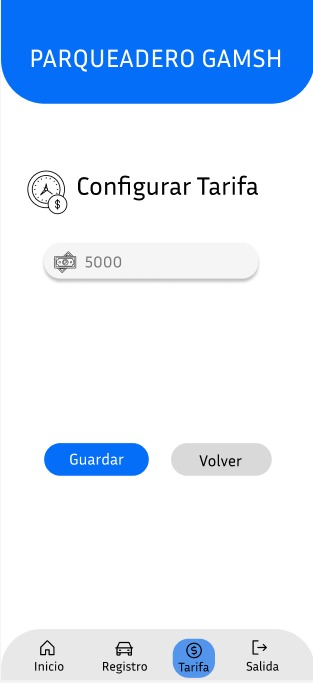 PARQUEADERO GAMSH
Configurar Tarifa
$
5000
Guardar
Volver
Inicio
Registro
Tarifa
Salida